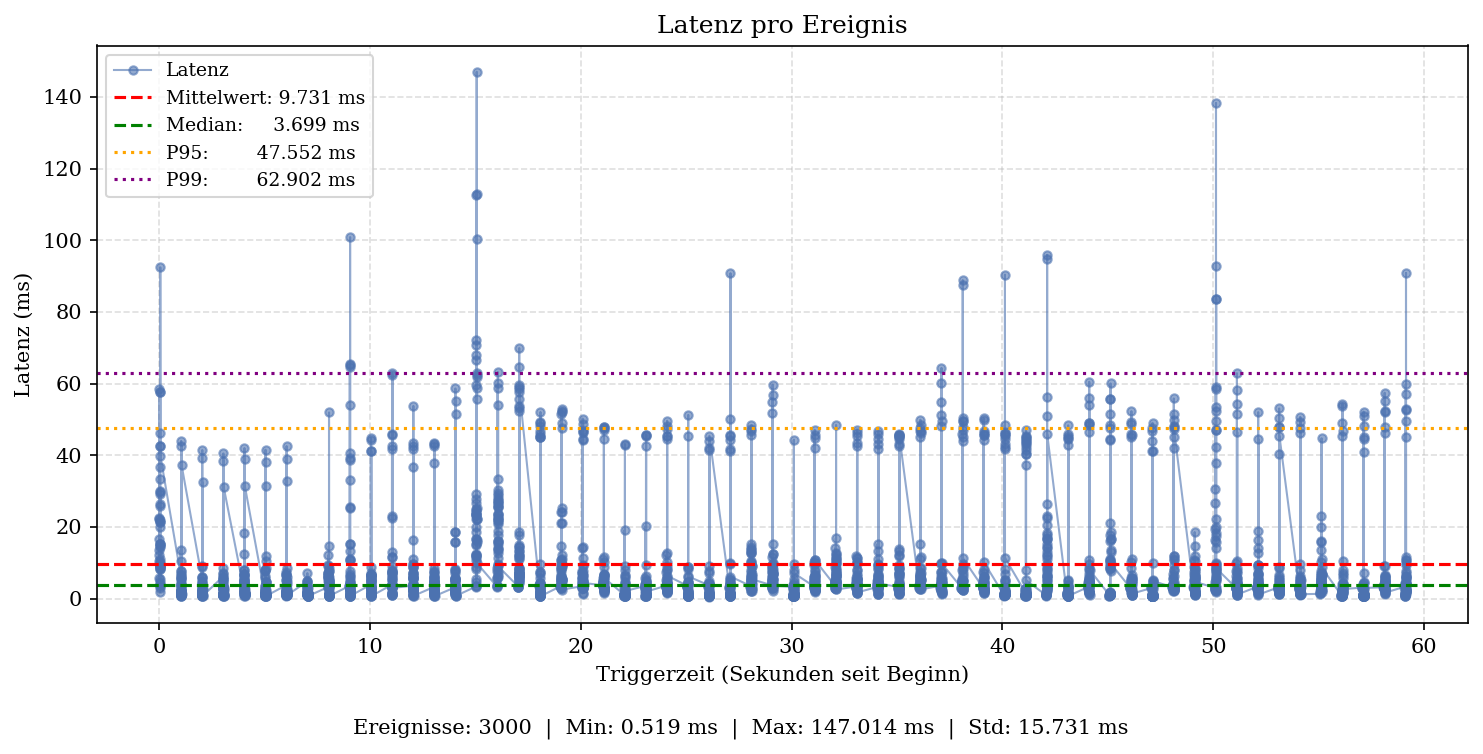 Latenz pro Ereignis
Latenz
Mittelwert: 9.731 ms
Median: 3.699 ms
P95: 47.552 ms
P99: 62.902 ms
Latenz (ms)
140
120
100
80
60
40
20
0
0 10 20 30 40 50 60
Triggerzeit (Sekunden seit Beginn)
Ereignisse: 3000 | Min: 0.519 ms | Max: 147.014 ms | Std: 15.731 ms